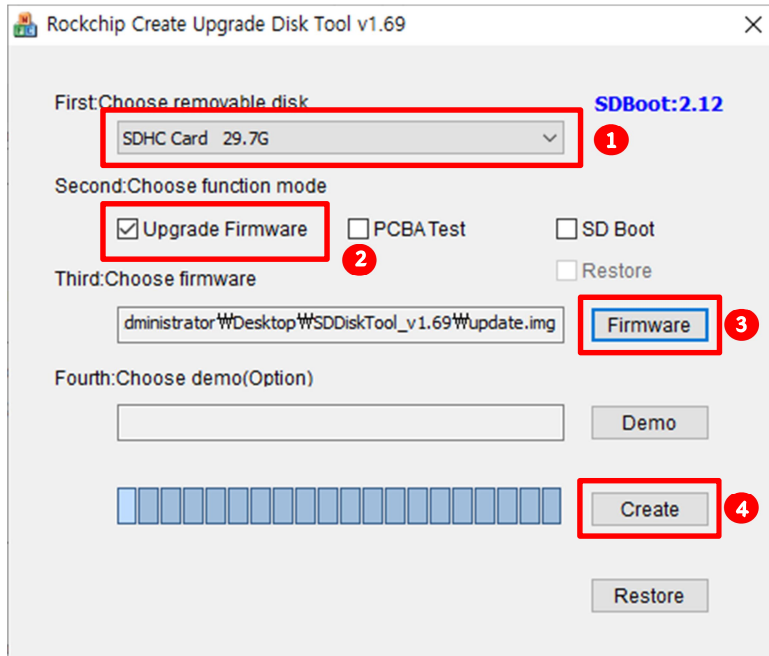 Rockchip Create Upgrade Disk Tool v1.69
First:Choose removable disk
SDBoot:2.12
SDHC Card 29.7G
1
Second:Choose function mode
Upgrade Firmware
PCBA Test
SD Boot
2
Restore
Third:Choose firmware
dministrator₩Desktop₩SDDiskTool_v1.69₩update.img
Firmware
3
Fourth:Choose demo(Option)
Demo
Create
4
Restore